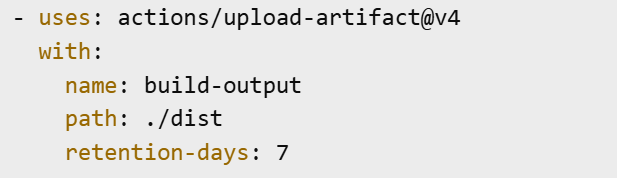 - uses: actions/upload-artifact@v4
  with:
    name: build-output
    path: ./dist
    retention-days: 7